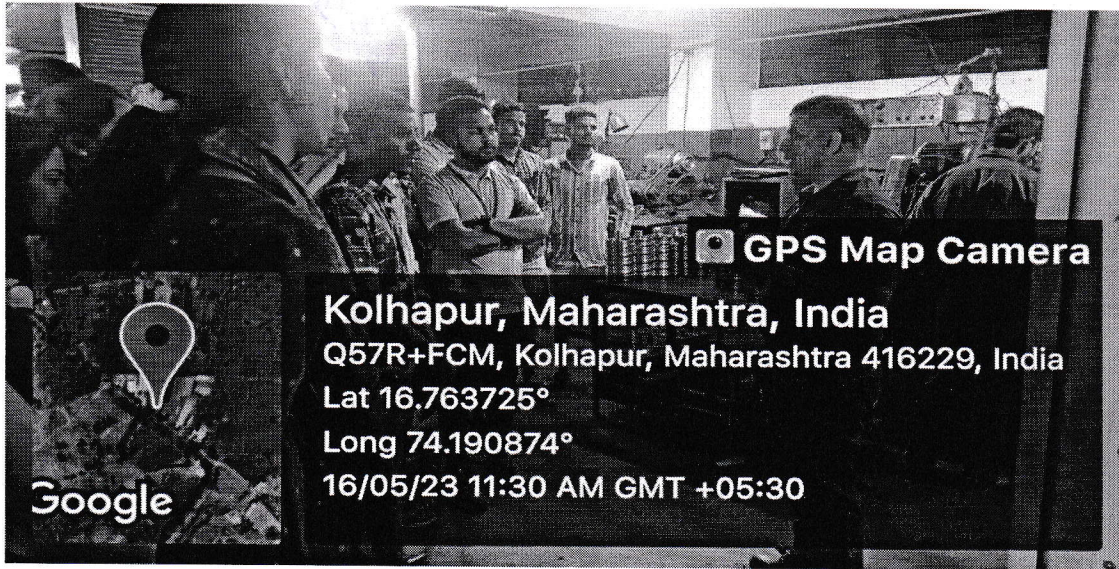 GPS Map Camera
Kolhapur, Maharashtra, India
Q57R+FCM, Kolhapur, Maharashtra 416229, India
Lat 16.763725°
Long 74.190874°
16/05/23 11:30 AM GMT +05:30
Google